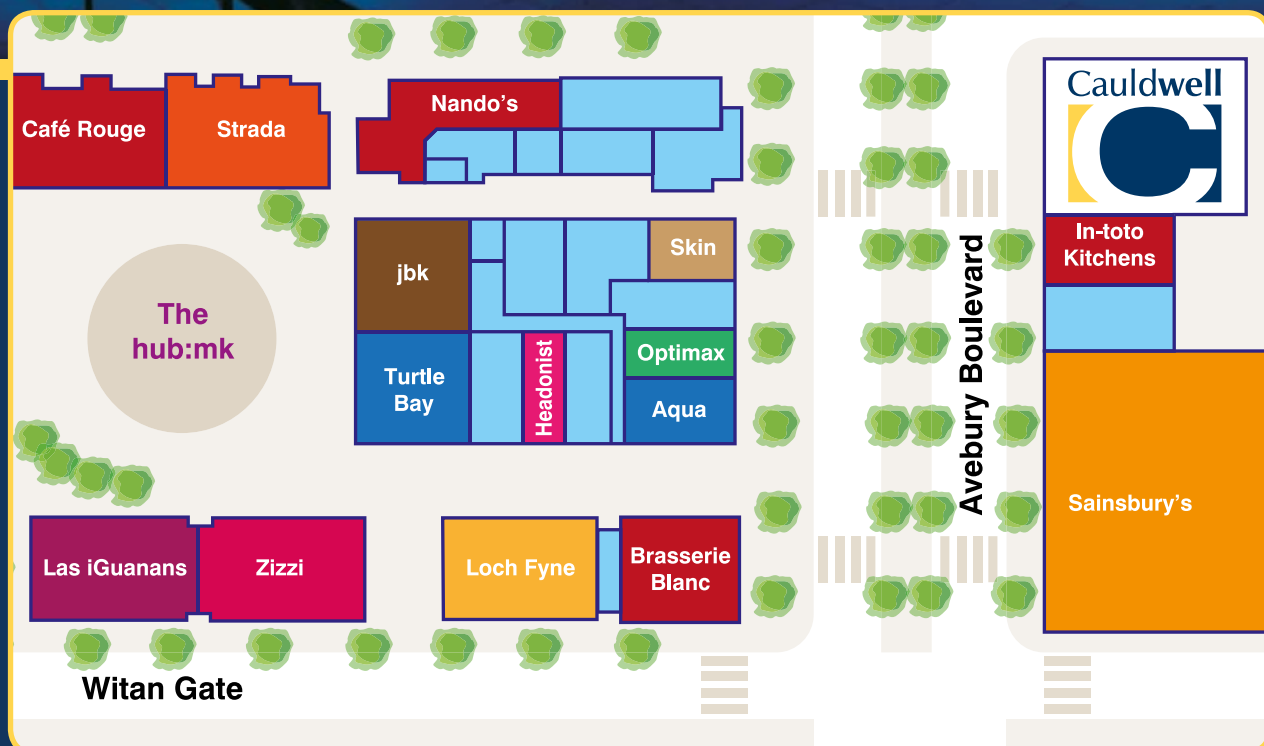 Cauldwell
Nando's
Café Rouge
Strada
In-toto
Kitchens
Skin
jbk
The
hub:mk
Optimax
Turtle
Bay
Headonist
Aqua
Avebury Boulevard
Sainsbury's
Las iGuanans
Zizzi
Loch Fyne
Brasserie
Blanc
Witan Gate